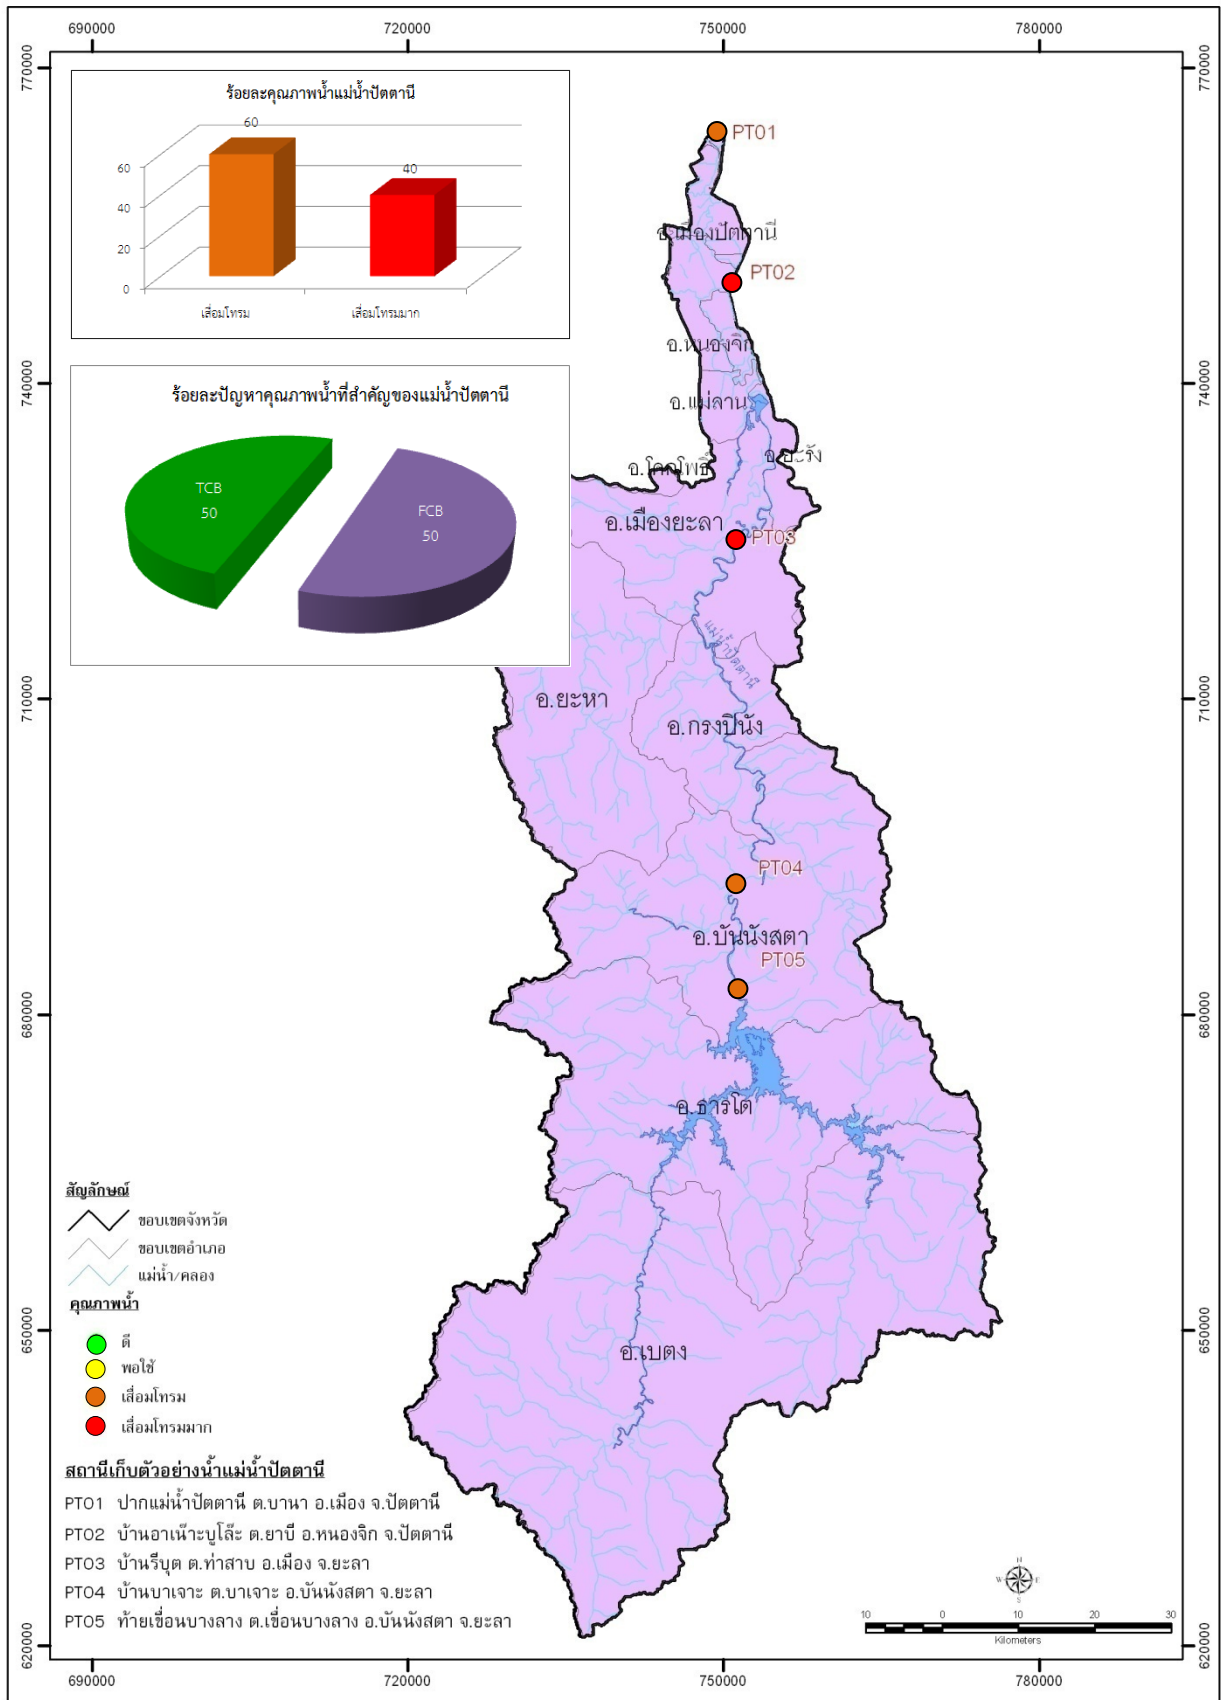 690000 720000 750000 780000
770000
740000
710000
680000
650000
620000
770000
740000
710000
680000
650000
620000
ร้อยละคุณภาพน้ำแม่น้ำปัตตานี
60
40
60
40
20
0
เสื่อมโทรม เสื่อมโทรมมาก
ร้อยละปัญหาคุณภาพน้ำที่สำคัญของแม่น้ำปัตตานี
TCB
50
FCB
50
PT01
อ.เมืองปัตตานี
PT02
อ.หนองจิก
อ.แม่ลาน
อ.ยะรัง
อ.โคกโพธิ์
อ.เมืองยะลา
PT03
แม่น้ำปัตตานี
อ.ยะหา
อ.กรงปินัง
PT04
อ.บันนังสตา
PT05
อ.ธารโต
อ.เบตง
สัญลักษณ์
ขอบเขตจังหวัด
ขอบเขตอำเภอ
แม่น้ำ/คลอง
คุณภาพน้ำ
ดี
พอใช้
เสื่อมโทรม
เสื่อมโทรมมาก
สถานีเก็บตัวอย่างน้ำแม่น้ำปัตตานี
PT01 ปากแม่น้ำปัตตานี ต.บานา อ.เมือง จ.ปัตตานี
PT02 บ้านอาเน๊าะบูโล๊ะ ต.ยาบี อ.หนองจิก จ.ปัตตานี
PT03 บ้านรีบุต ต.ท่าสาบ อ.เมือง จ.ยะลา
PT04 บ้านบาเจาะ ต.บาเจาะ อ.บันนังสตา จ.ยะลา
PT05 ท้ายเขื่อนบางลาง ต.เขื่อนบางลาง อ.บันนังสตา จ.ยะลา
N
W E
S
10 0 10 20 30
Kilometers
690000 720000 750000 780000